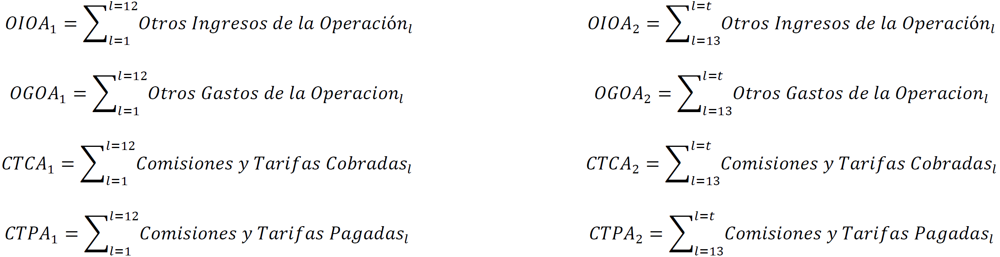 OIOA₁ = ∑_{l=1}^{l=12} Otros Ingresos de la Operación_l    OIOA₂ = ∑_{l=13}^{l=t} Otros Ingresos de la Operación_l
OGOA₁ = ∑_{l=1}^{l=12} Otros Gastos de la Operacion_l    OGOA₂ = ∑_{l=13}^{l=t} Otros Gastos de la Operacion_l
CTCA₁ = ∑_{l=1}^{l=12} Comisiones y Tarifas Cobradas_l    CTCA₂ = ∑_{l=13}^{l=t} Comisiones y Tarifas Cobradas_l
CTPA₁ = ∑_{l=1}^{l=12} Comisiones y Tarifas Pagadas_l    CTPA₂ = ∑_{l=13}^{l=t} Comisiones y Tarifas Pagadas_l